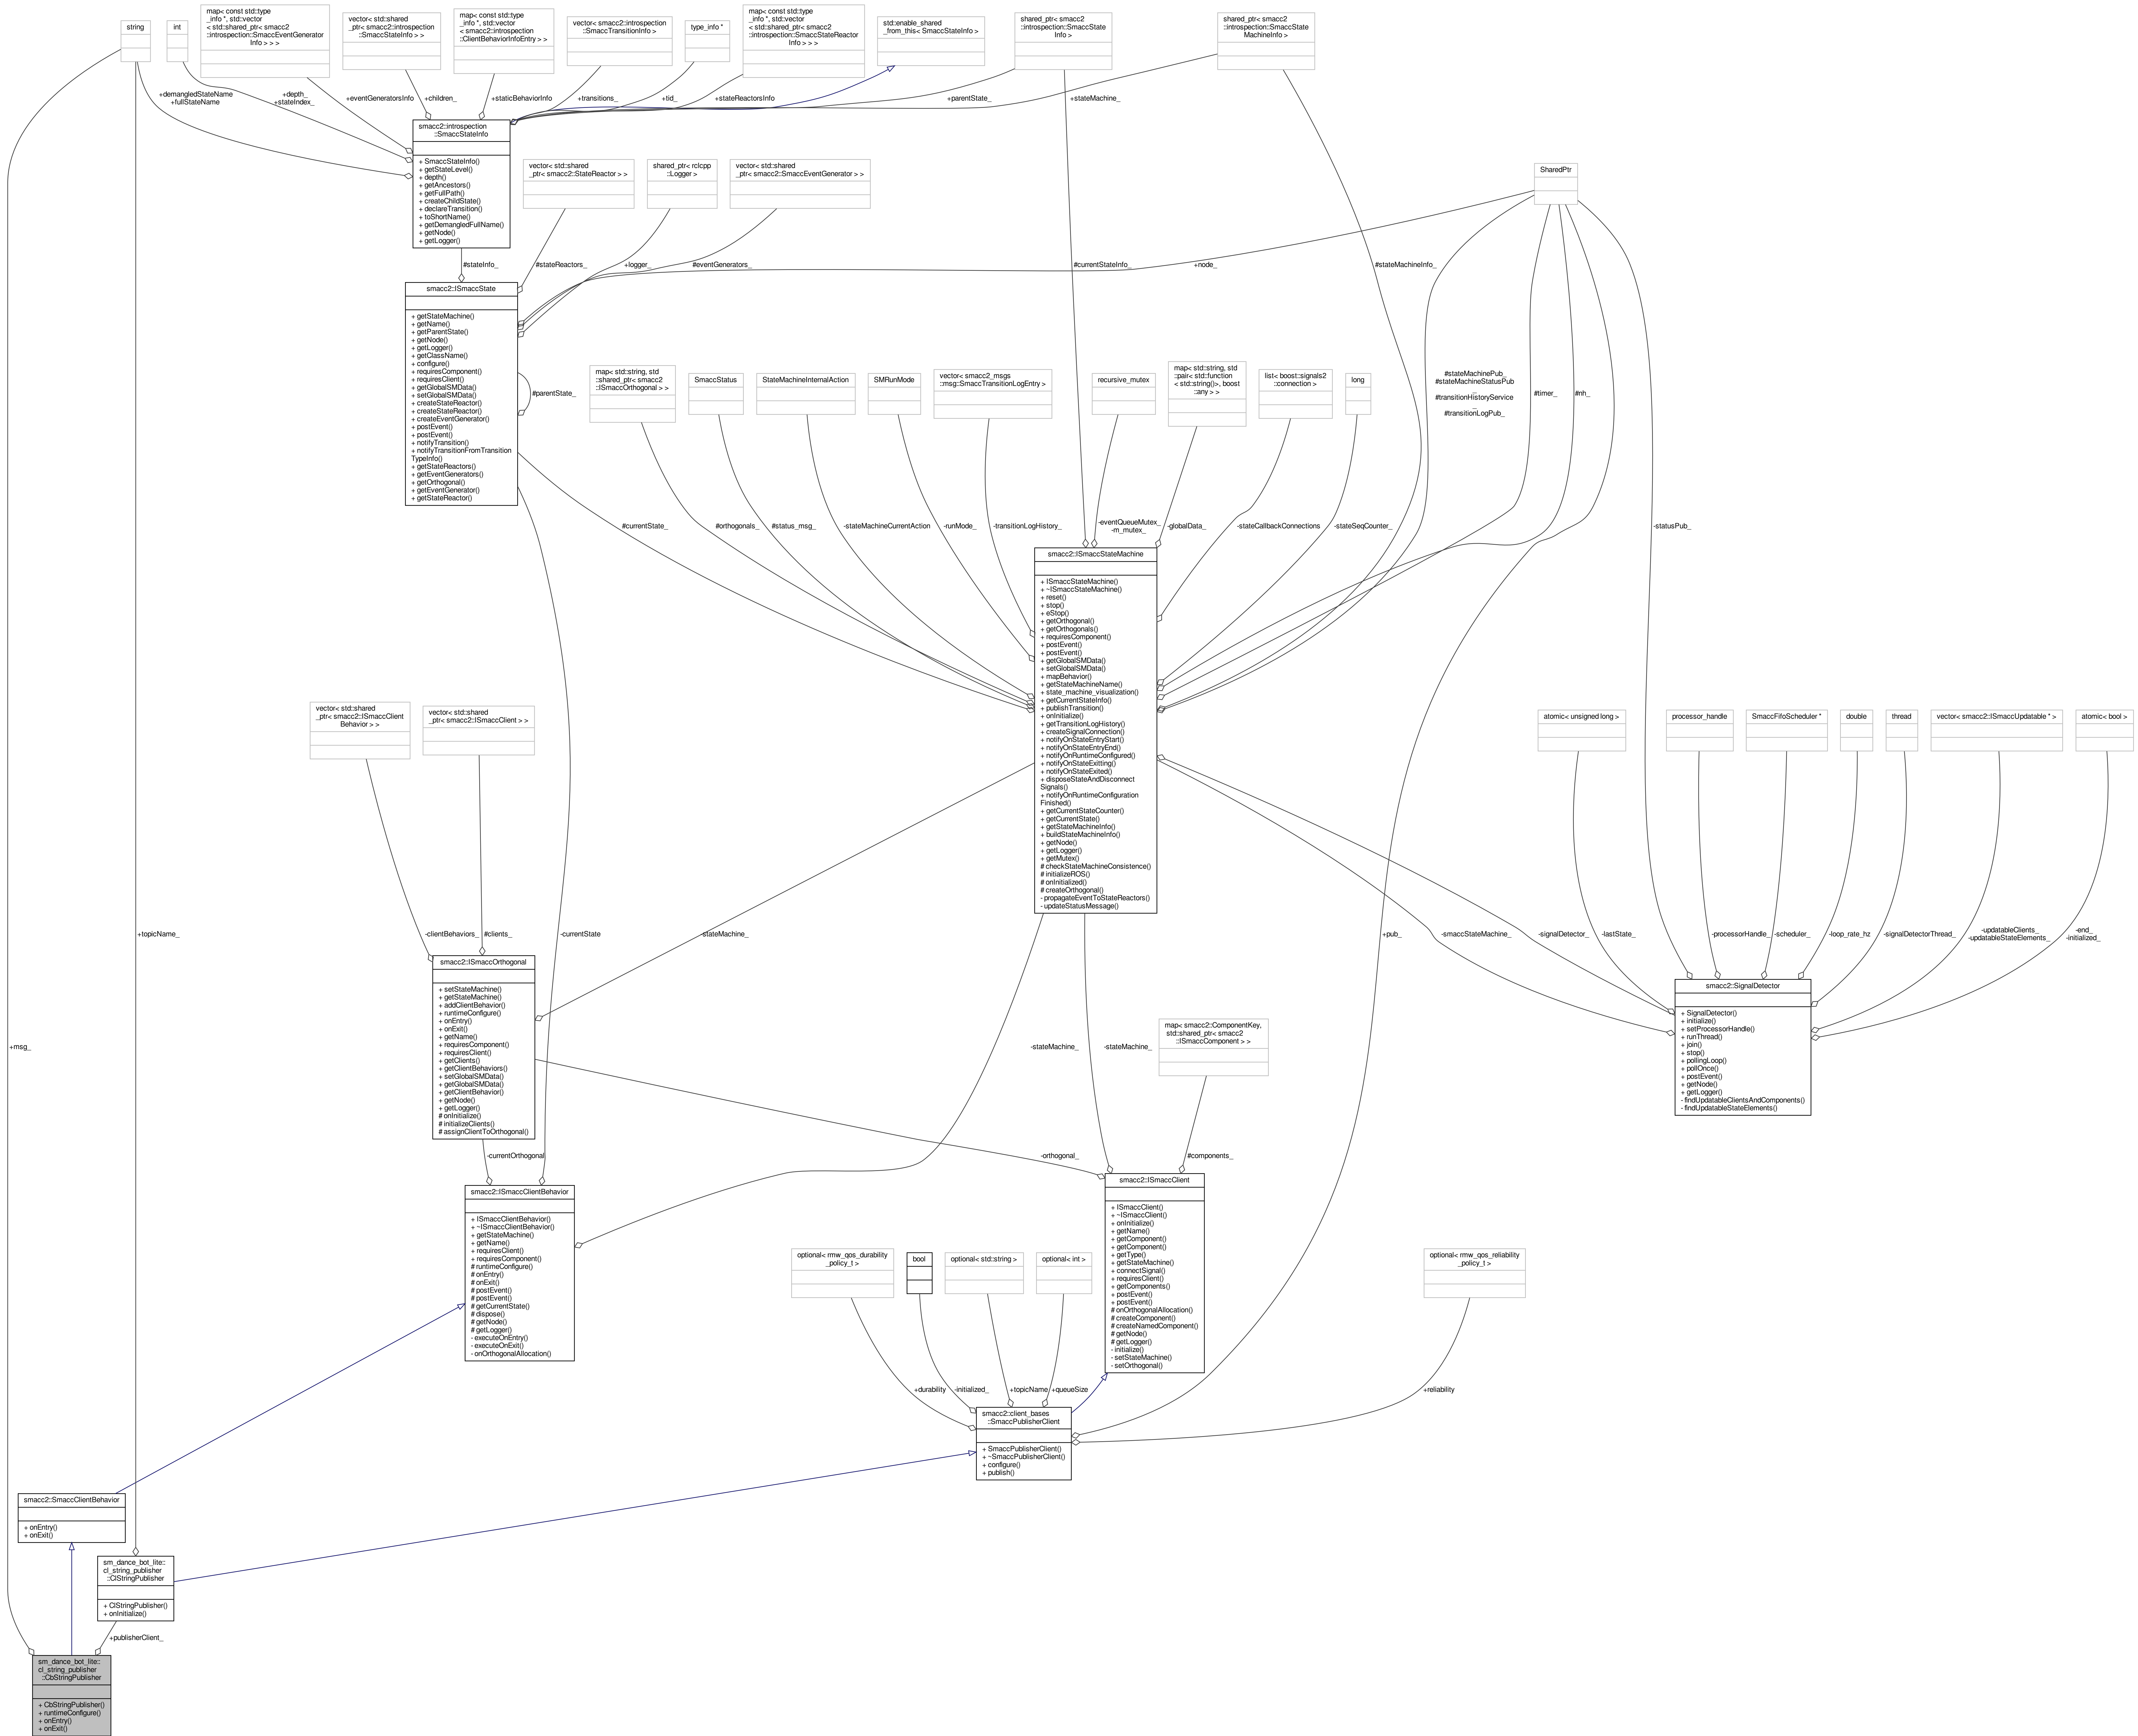 string
int
map< const std::type
_info *, std::vector
< std::shared_ptr< smacc2
::introspection::SmaccEventGenerator
Info > > >
vector< std::shared
_ptr< smacc2::introspection
::SmaccStateInfo > >
map< const std::type
_info *, std::vector
< smacc2::introspection
::ClientBehaviorInfoEntry > >
vector< smacc2::introspection
::SmaccTransitionInfo >
type_info *
map< const std::type
_info *, std::vector
< std::shared_ptr< smacc2
::introspection::SmaccStateReactor
Info > > >
std::enable_shared
_from_this< SmaccStateInfo >
shared_ptr< smacc2
::introspection::SmaccState
Info >
shared_ptr< smacc2
::introspection::SmaccState
MachineInfo >
+demangledStateName
+fullStateName
+depth_
+stateIndex_
+eventGeneratorsInfo
+children_
+staticBehaviorInfo
+transitions_
+tid_
+stateReactorsInfo
+parentState_
+stateMachine_
smacc2::introspection
::SmaccStateInfo
+ SmaccStateInfo()
+ getStateLevel()
+ depth()
+ getAncestors()
+ getFullPath()
+ createChildState()
+ declareTransition()
+ toShortName()
+ getDemangledFullName()
+ getNode()
+ getLogger()
vector< std::shared
_ptr< smacc2::StateReactor > >
shared_ptr< rclcpp
::Logger >
vector< std::shared
_ptr< smacc2::SmaccEventGenerator > >
SharedPtr
#stateInfo_
#stateReactors_
+logger_
#eventGenerators_
+node_
#currentStateInfo_
#stateMachineInfo_
smacc2::ISmaccState
+ getStateMachine()
+ getName()
+ getParentState()
+ getNode()
+ getLogger()
+ getClassName()
+ configure()
+ requiresComponent()
+ requiresClient()
+ getGlobalSMData()
+ setGlobalSMData()
+ createStateReactor()
+ createStateReactor()
+ createEventGenerator()
+ postEvent()
+ postEvent()
+ notifyTransition()
+ notifyTransitionFromTransition
TypeInfo()
+ getStateReactors()
+ getEventGenerators()
+ getOrthogonal()
+ getEventGenerator()
+ getStateReactor()
#parentState_
map< std::string, std
::shared_ptr< smacc2
::ISmaccOrthogonal > >
SmaccStatus
StateMachineInternalAction
SMRunMode
vector< smacc2_msgs
::msg::SmaccTransitionLogEntry >
recursive_mutex
map< std::string, std
::pair< std::function
< std::string()>, boost
::any > >
list< boost::signals2
::connection >
long
#stateMachinePub_
#stateMachineStatusPub
_
#transitionHistoryService
_
#transitionLogPub_
#timer_
#nh_
#currentState_
#orthogonals_
#status_msg_
-stateMachineCurrentAction
-runMode_
-transitionLogHistory_
-eventQueueMutex_
-m_mutex_
-globalData_
-stateCallbackConnections
-stateSeqCounter_
-statusPub_
smacc2::ISmaccStateMachine
+ ISmaccStateMachine()
+ ~ISmaccStateMachine()
+ reset()
+ stop()
+ eStop()
+ getOrthogonal()
+ getOrthogonals()
+ requiresComponent()
+ postEvent()
+ postEvent()
+ getGlobalSMData()
+ setGlobalSMData()
+ mapBehavior()
+ getStateMachineName()
+ state_machine_visualization()
+ getCurrentStateInfo()
+ publishTransition()
+ onInitialize()
+ getTransitionLogHistory()
+ createSignalConnection()
+ notifyOnStateEntryStart()
+ notifyOnStateEntryEnd()
+ notifyOnRuntimeConfigured()
+ notifyOnStateExitting()
+ notifyOnStateExited()
+ disposeStateAndDisconnect
Signals()
+ notifyOnRuntimeConfiguration
Finished()
+ getCurrentStateCounter()
+ getCurrentState()
+ getStateMachineInfo()
+ buildStateMachineInfo()
+ getNode()
+ getLogger()
+ getMutex()
# checkStateMachineConsistence()
# initializeROS()
# onInitialized()
# createOrthogonal()
- propagateEventToStateReactors()
- updateStatusMessage()
vector< std::shared
_ptr< smacc2::ISmaccClient
Behavior > >
vector< std::shared
_ptr< smacc2::ISmaccClient > >
atomic< unsigned long >
processor_handle
SmaccFifoScheduler *
double
thread
vector< smacc2::ISmaccUpdatable * >
atomic< bool >
+topicName_
-clientBehaviors_
#clients_
-currentState
-stateMachine_
+pub_
-smaccStateMachine_
-signalDetector_
-lastState_
-processorHandle_
-scheduler_
-loop_rate_hz
-signalDetectorThread_
-updatableClients_
-updatableStateElements_
-end_
-initialized_
smacc2::ISmaccOrthogonal
+ setStateMachine()
+ getStateMachine()
+ addClientBehavior()
+ runtimeConfigure()
+ onEntry()
+ onExit()
+ getName()
+ requiresComponent()
+ requiresClient()
+ getClients()
+ getClientBehaviors()
+ setGlobalSMData()
+ getGlobalSMData()
+ getClientBehavior()
+ getNode()
+ getLogger()
# onInitialize()
# initializeClients()
# assignClientToOrthogonal()
smacc2::SignalDetector
+ SignalDetector()
+ initialize()
+ setProcessorHandle()
+ runThread()
+ join()
+ stop()
+ pollingLoop()
+ pollOnce()
+ postEvent()
+ getNode()
+ getLogger()
- findUpdatableClientsAndComponents()
- findUpdatableStateElements()
map< smacc2::ComponentKey,
std::shared_ptr< smacc2
::ISmaccComponent > >
+msg_
-stateMachine_
-stateMachine_
-currentOrthogonal
-orthogonal_
#components_
smacc2::ISmaccClientBehavior
+ ISmaccClientBehavior()
+ ~ISmaccClientBehavior()
+ getStateMachine()
+ getName()
+ requiresClient()
+ requiresComponent()
# runtimeConfigure()
# onEntry()
# onExit()
# postEvent()
# postEvent()
# getCurrentState()
# dispose()
# getNode()
# getLogger()
- executeOnEntry()
- executeOnExit()
- onOrthogonalAllocation()
smacc2::ISmaccClient
+ ISmaccClient()
+ ~ISmaccClient()
+ onInitialize()
+ getName()
+ getComponent()
+ getComponent()
+ getType()
+ getStateMachine()
+ connectSignal()
+ requiresClient()
+ getComponents()
+ postEvent()
+ postEvent()
# onOrthogonalAllocation()
# createComponent()
# createNamedComponent()
# getNode()
# getLogger()
- initialize()
- setStateMachine()
- setOrthogonal()
optional< rmw_qos_durability
_policy_t >
bool
optional< std::string >
optional< int >
optional< rmw_qos_reliability
_policy_t >
+durability
-initialized_
+topicName
+queueSize
+reliability
smacc2::client_bases
::SmaccPublisherClient
+ SmaccPublisherClient()
+ ~SmaccPublisherClient()
+ configure()
+ publish()
smacc2::SmaccClientBehavior
+ onEntry()
+ onExit()
sm_dance_bot_lite::
cl_string_publisher
::ClStringPublisher
+ ClStringPublisher()
+ onInitialize()
+publisherClient_
sm_dance_bot_lite::
cl_string_publisher
::CbStringPublisher
+ CbStringPublisher()
+ runtimeConfigure()
+ onEntry()
+ onExit()